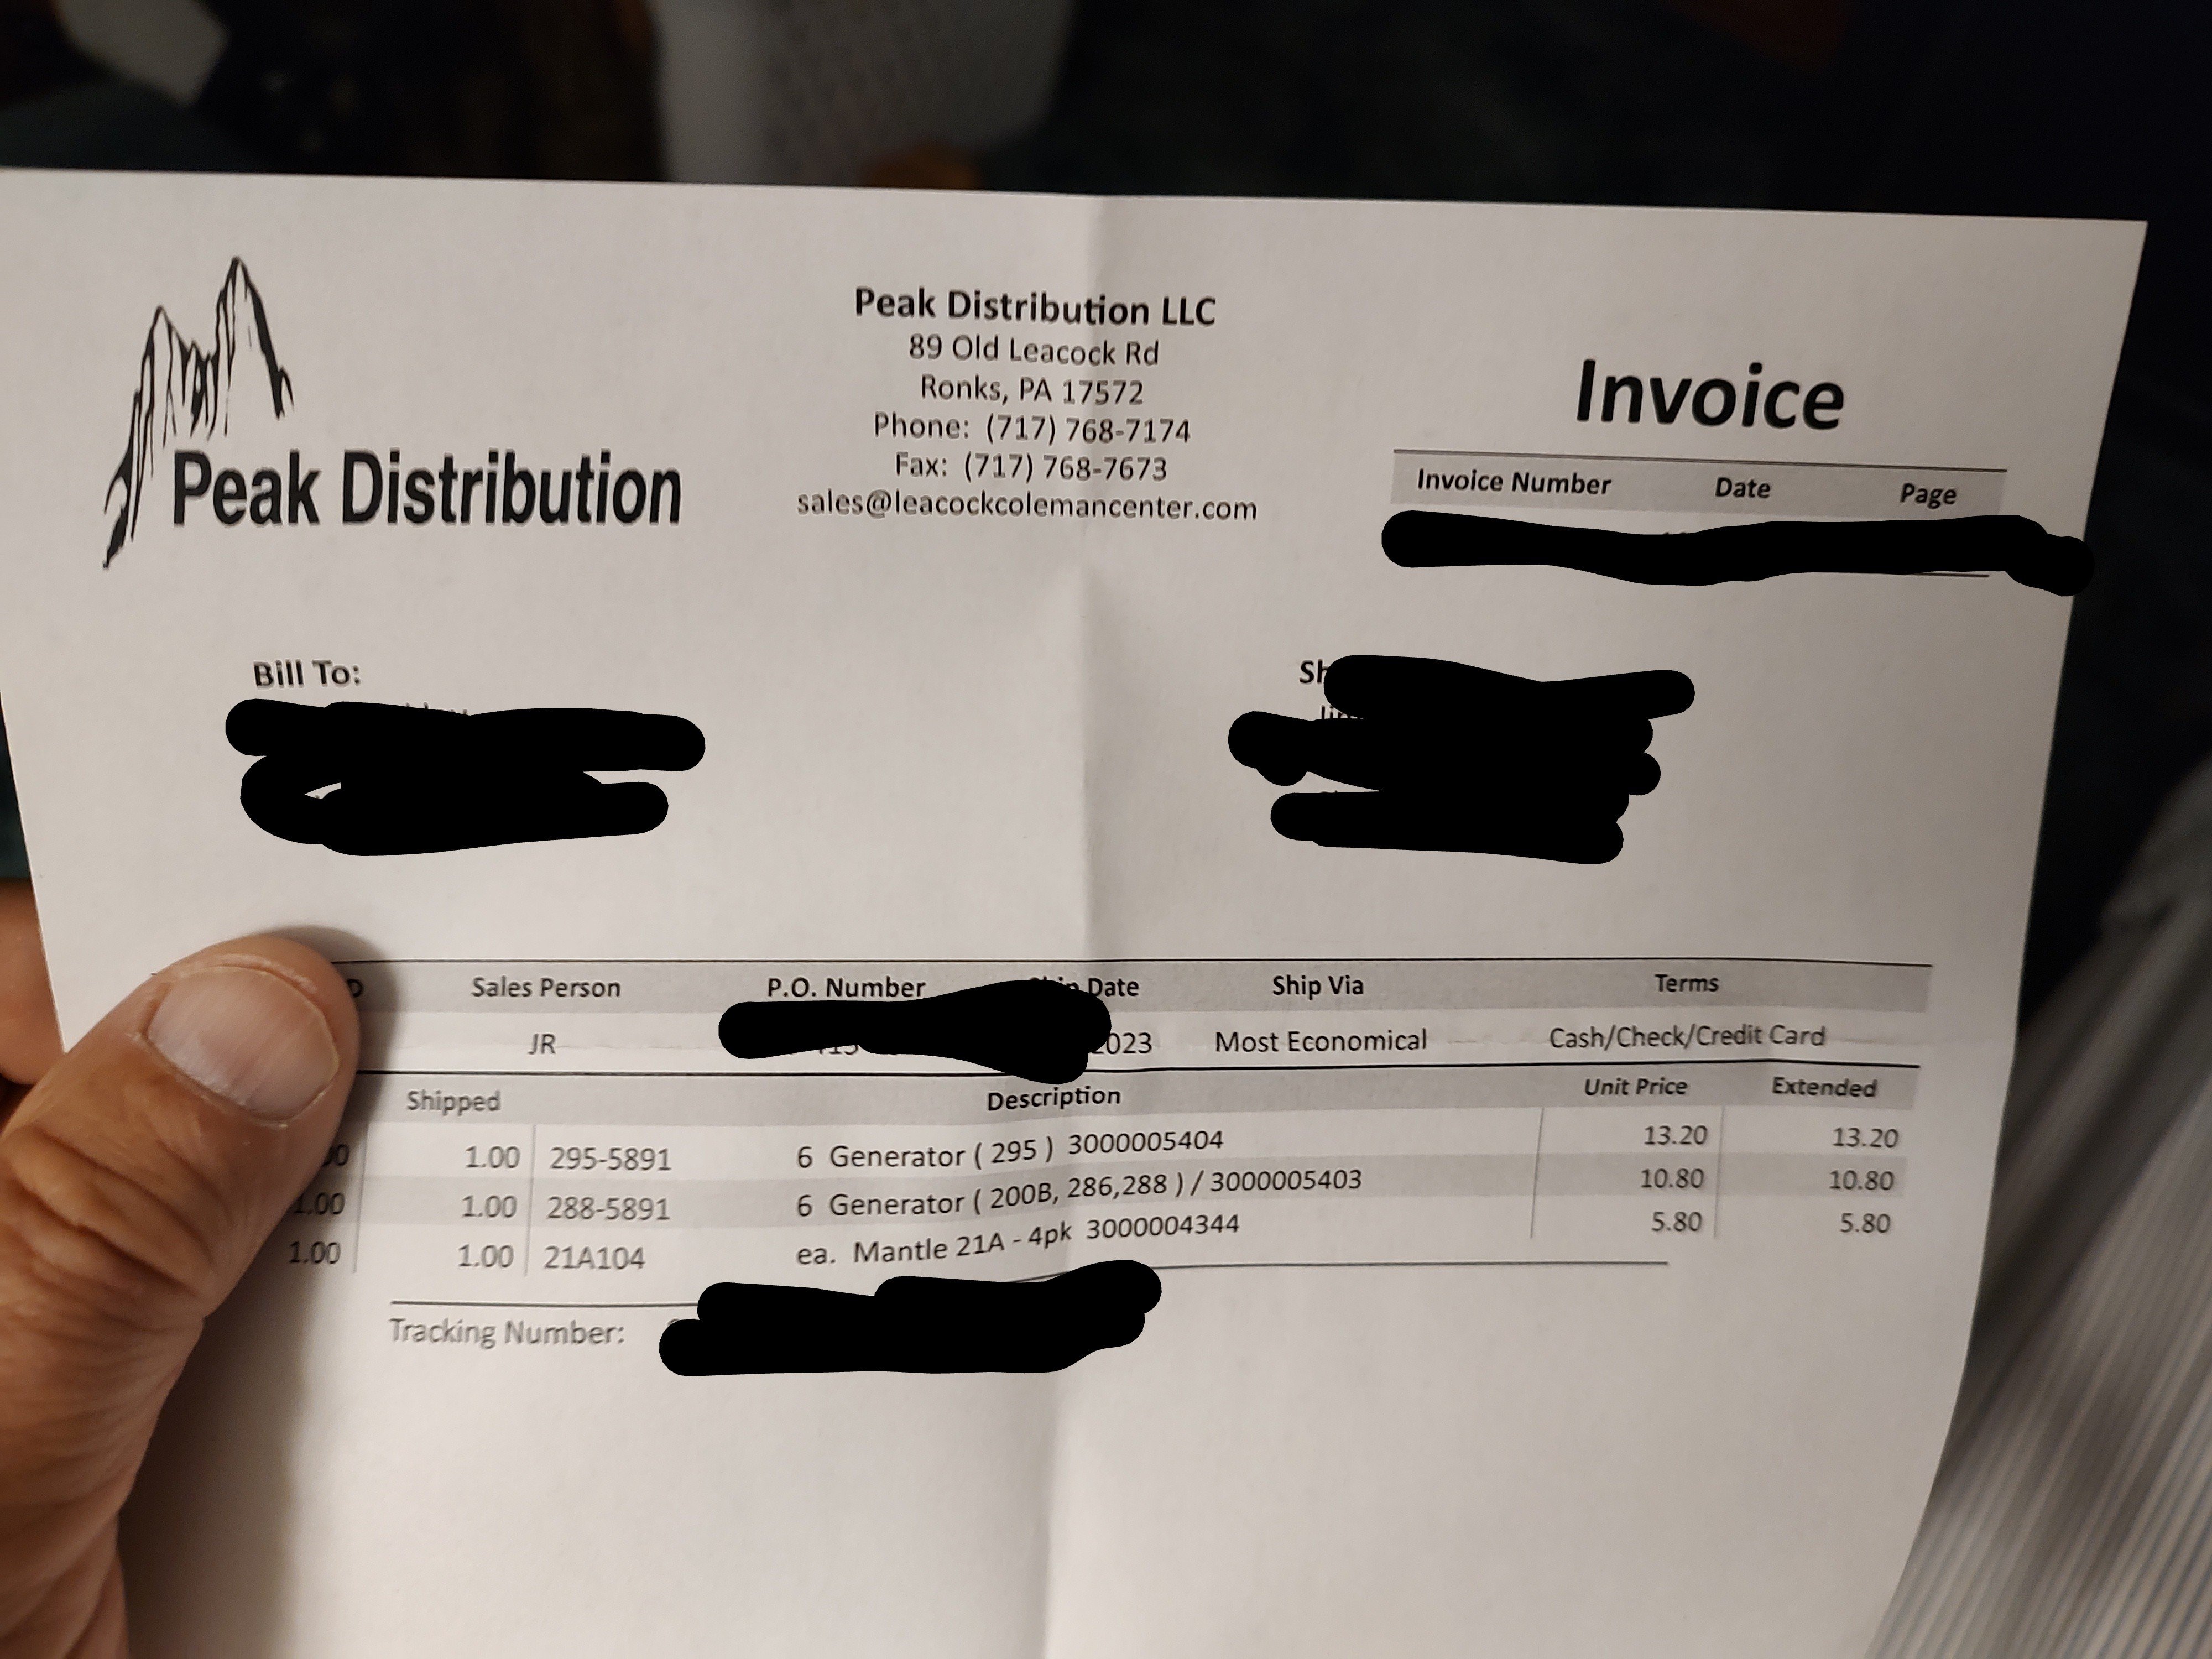 Peak Distribution
Peak Distribution LLC
89 Old Leacock Rd
Ronks, PA 17572
Phone: (717) 768-7174
Fax: (717) 768-7673
sales@leacockcolemancenter.com
Invoice
Invoice Number Date Page
Bill To:
Sales Person P.O. Number Date Ship Via Terms
JR 2023 Most Economical Cash/Check/Credit Card
Shipped Description Unit Price Extended
1.00 295-5891 6 Generator ( 295 ) 3000005404 13.20 13.20
1.00 1.00 288-5891 6 Generator ( 200B, 286,288 ) / 3000005403 10.80 10.80
1.00 1.00 21A104 ea. Mantle 21A - 4pk 3000004344 5.80 5.80
Tracking Number: